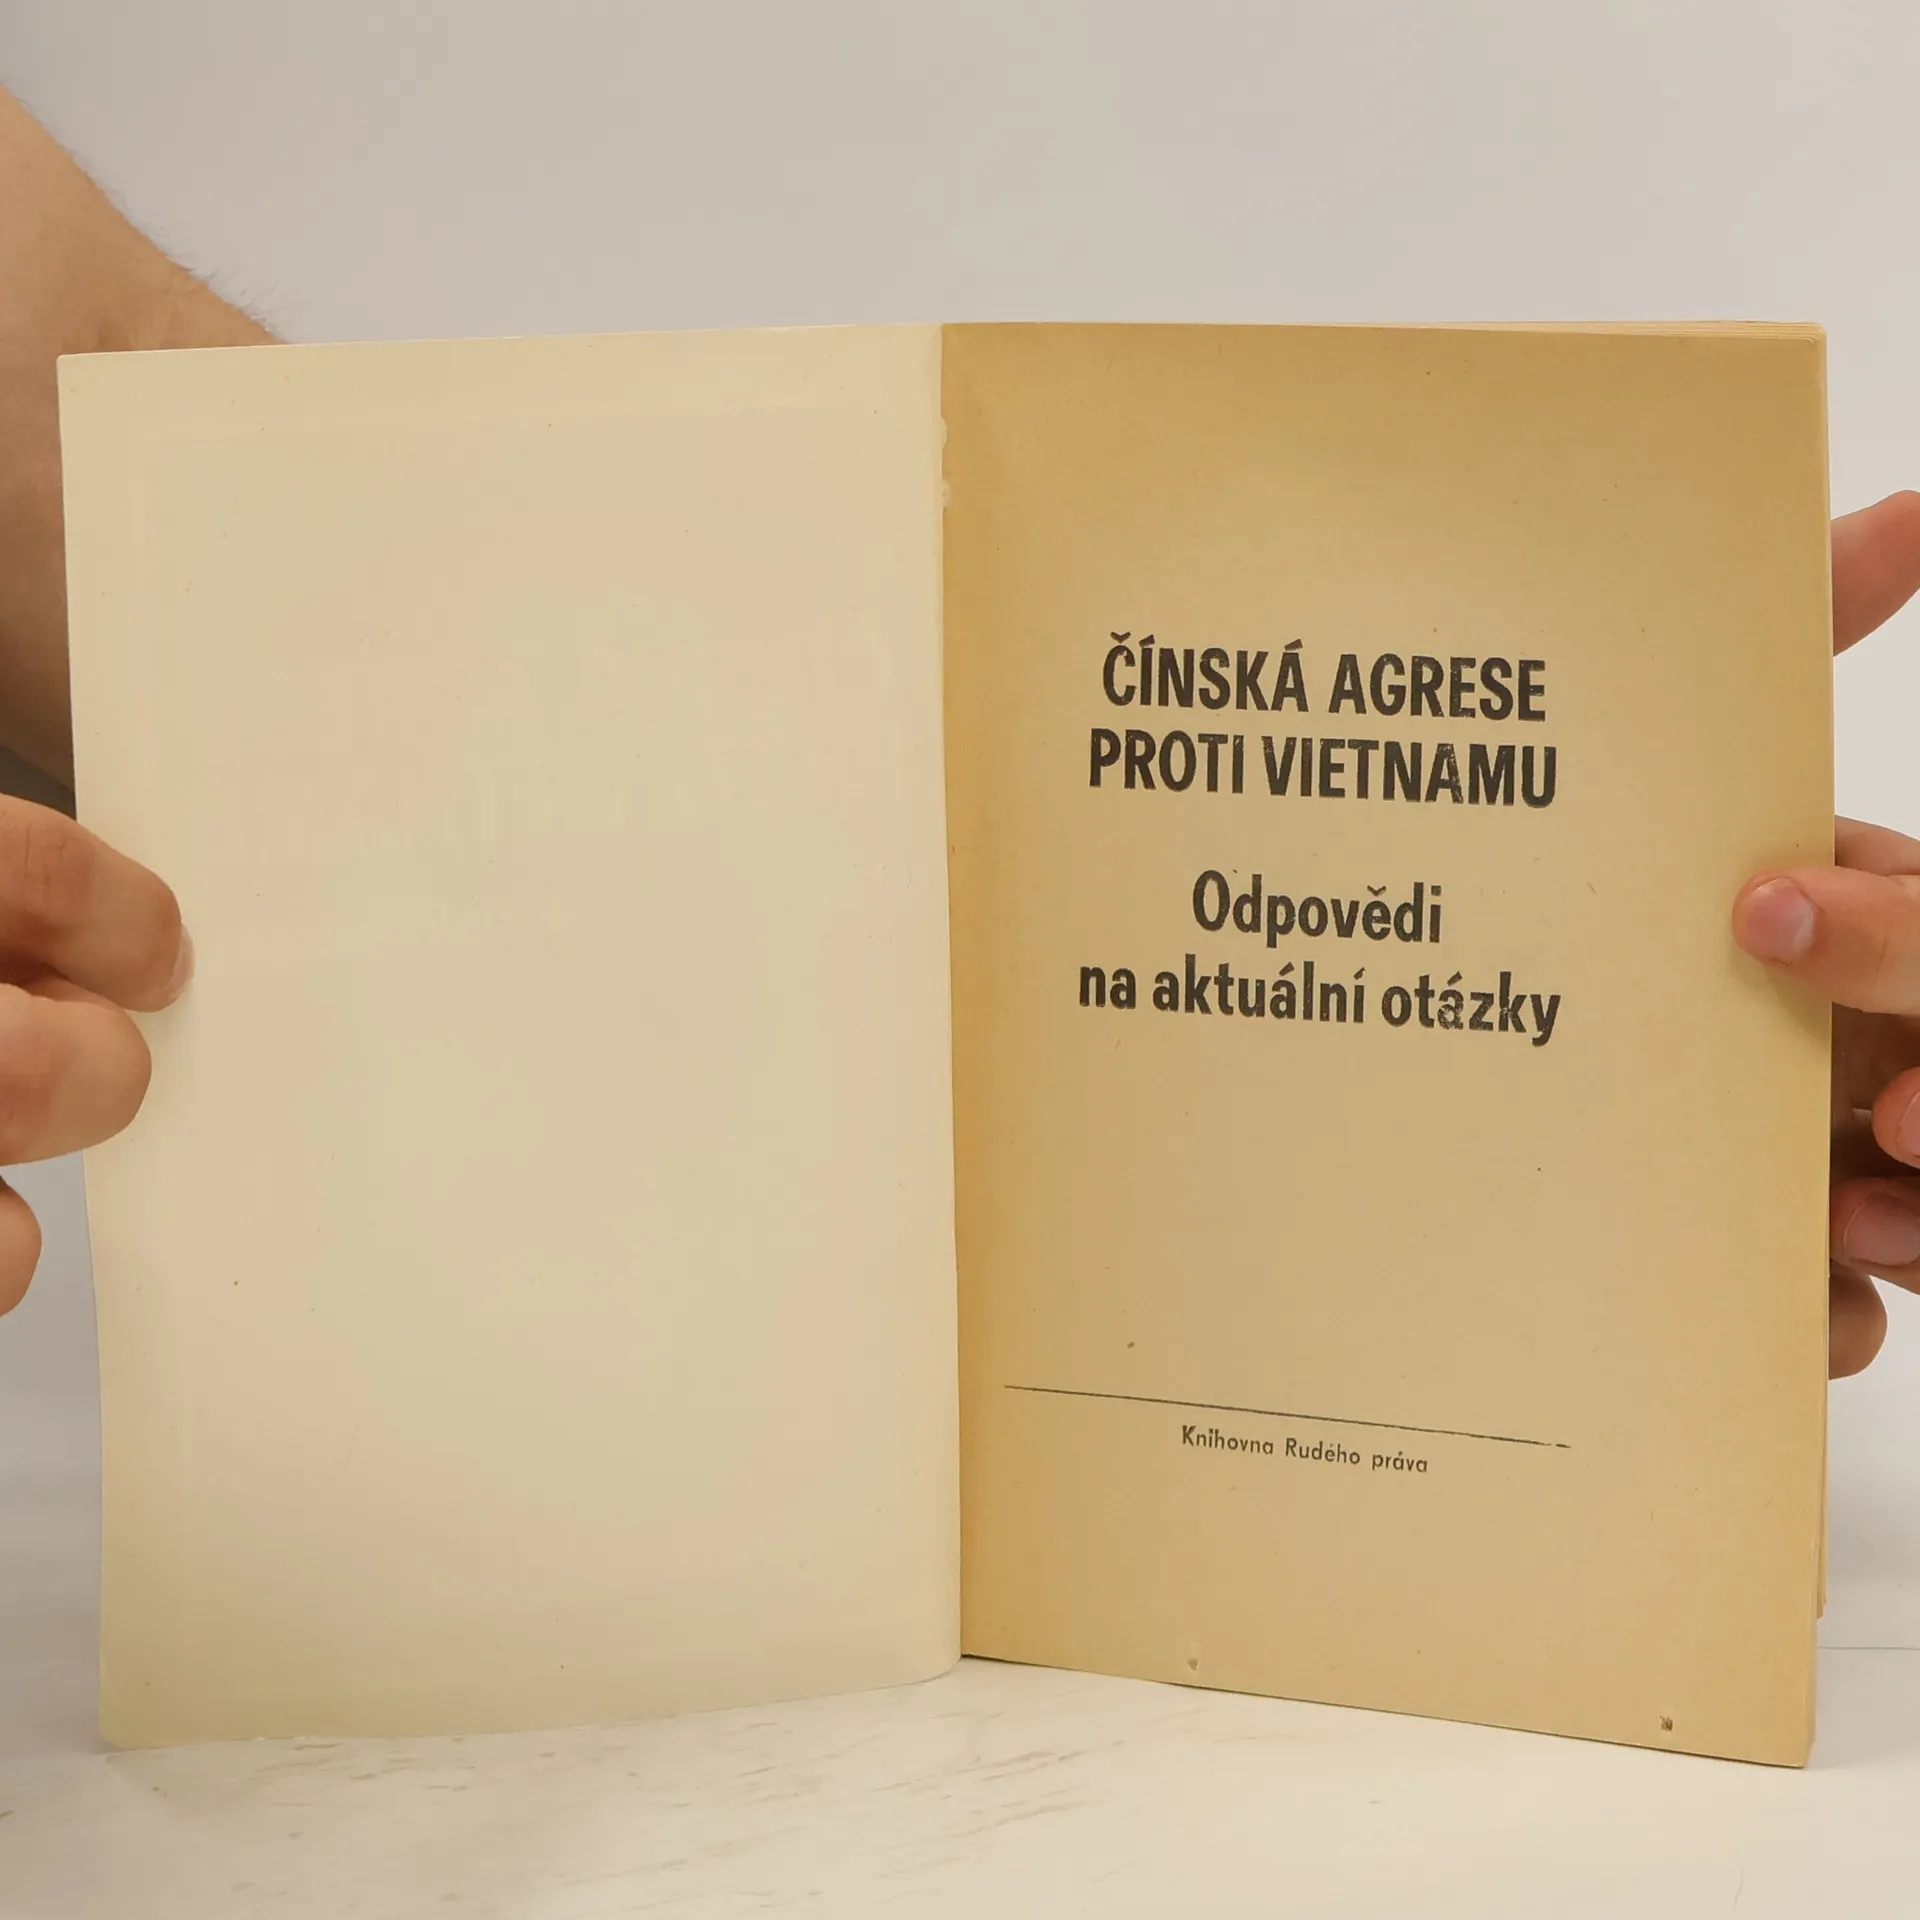 ČÍNSKÁ AGRESE
PROTI VIETNAMU
Odpovědi
na aktuální otázky
Knihovna Rudého práva